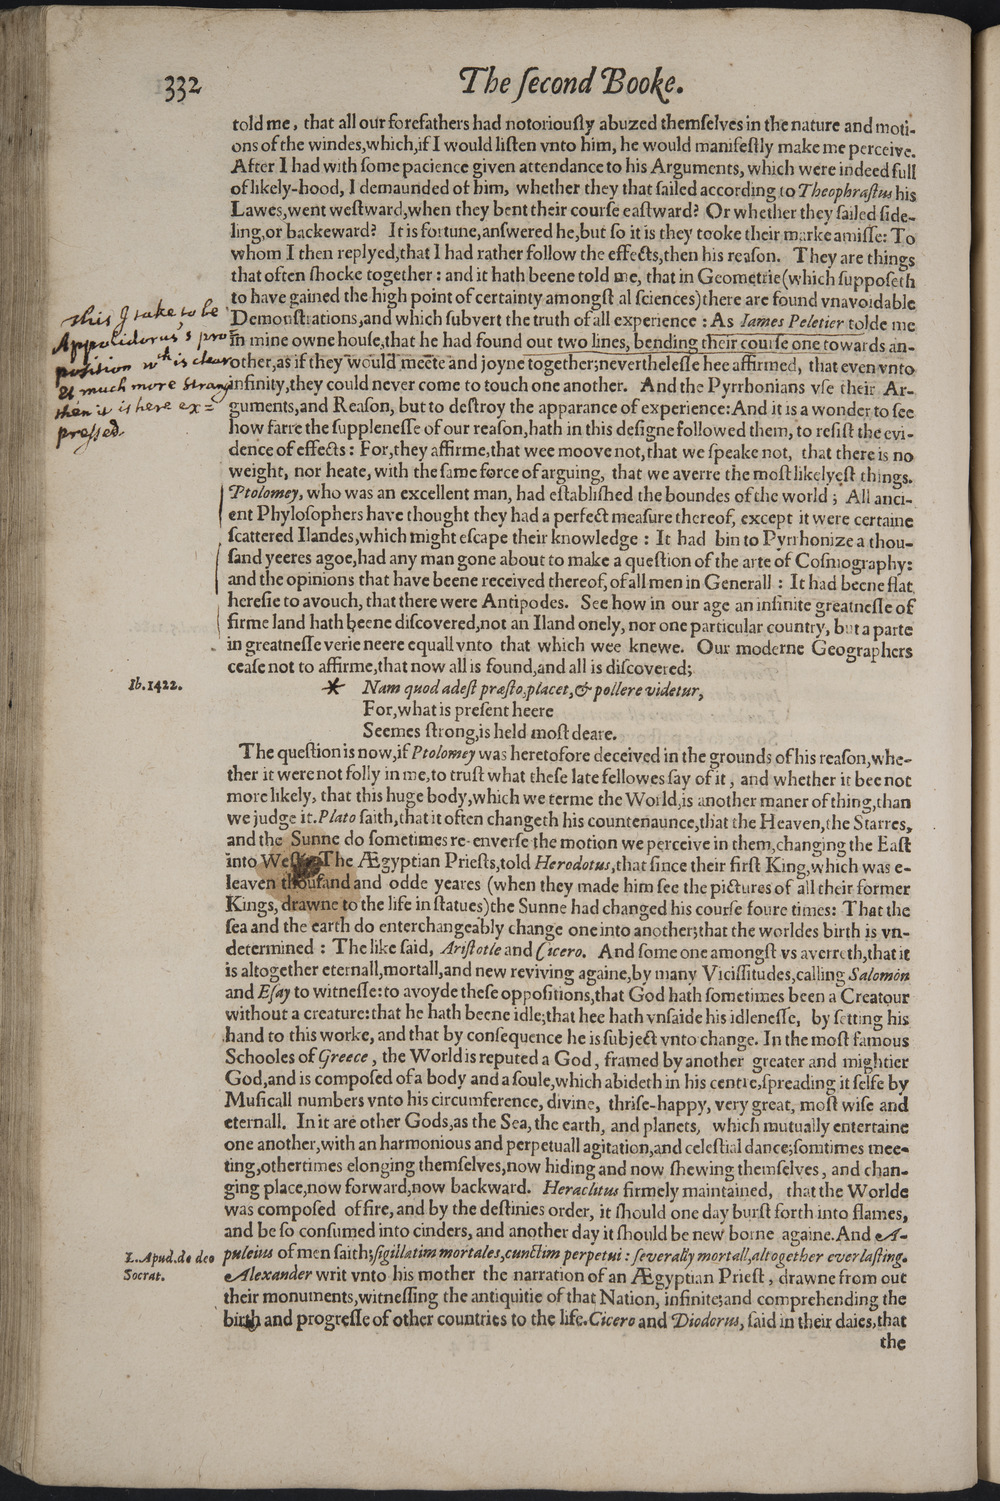 332
The ſecond Booke.
told me, that all our forefathers had notoriouſly abuzed themſelves in the nature and moti-
ons of the windes,which,if I would liſten vnto him, he would manifeſtly make me perceive.
After I had with ſome pacience given attendance to his Arguments, which were indeed full
of likely-hood, I demaunded of him, whether they that ſailed according to Theophraſtus his
Lawes,went weſtward,when they bent their courſe eaſtward? Or whether they ſailed ſide-
ling,or backeward? It is fortune,anſwered he,but ſo it is they tooke their marke amiſſe: To
whom I then replyed,that I had rather follow the effects,then his reaſon. They are things
that often ſhocke together : and it hath beene told me, that in Geometrie(which ſuppoſeth
to have gained the high point of certainty amongſt al ſciences)there are found vnavoidable
Demonſtrations,and which ſubvert the truth of all experience : As Iames Peletier tolde me
in mine owne houſe,that he had found out two lines, bending their courſe one towards an-
other,as if they would meete and joyne together;nevertheleſſe hee affirmed, that even vnto
infinity,they could never come to touch one another. And the Pyrrhonians vſe their Ar-
guments,and Reaſon, but to deſtroy the apparance of experience:And it is a wonder to ſee
how farre the ſuppleneſſe of our reaſon,hath in this deſigne followed them, to reſiſt the evi-
dence of effects : For,they affirme,that wee moove not,that we ſpeake not, that there is no
weight, nor heate, with the ſame force of arguing, that we averre the moſt likelyeſt things.
Ptolomey, who was an excellent man, had eſtabliſhed the boundes of the world ; All anci-
ent Phyloſophers have thought they had a perfect meaſure thereof, except it were certaine
ſcattered Ilandes,which might eſcape their knowledge : It had bin to Pyrrhonize a thou-
ſand yeeres agoe,had any man gone about to make a queſtion of the arte of Coſmography:
and the opinions that have beene received thereof, of all men in Generall : It had beene flat
hereſie to avouch, that there were Antipodes. See how in our age an infinite greatneſſe of
firme land hath beene diſcovered,not an Iland onely, nor one particular country, but a parte
in greatneſſe verie neere equall vnto that which wee knewe. Our moderne Geographers
ceaſe not to affirme,that now all is found,and all is diſcovered;
this I take to be
Appolidorus's pro
position wch is clear
& much more strang
then it is here ex=
pressed.
Ib. 1422.
* Nam quod adeſt præſto,placet,& pollere videtur,
For,what is preſent heere
Seemes ſtrong,is held moſt deare.
The queſtion is now,if Ptolomey was heretofore deceived in the grounds of his reaſon,whe-
ther it were not folly in me,to truſt what theſe late fellowes ſay of it , and whether it bee not
more likely, that this huge body,which we terme the World,is another maner of thing,than
we judge it.Plato ſaith,that it often changeth his countenaunce,that the Heaven,the Starres,
and the Sunne do ſometimes re-enverſe the motion we perceive in them,changing the Eaſt
into Weſt. The Ægyptian Prieſts,told Herodotus,that ſince their firſt King,which was e-
leaven thouſand and odde yeares (when they made him ſee the pictures of all their former
Kings, drawne to the life in ſtatues)the Sunne had changed his courſe foure times: That the
ſea and the earth do enterchangeably change one into another;that the worldes birth is vn-
determined : The like ſaid, Ariſtotle and Cicero. And ſome one amongſt vs averreth,that it
is altogether eternall,mortall,and new reviving againe,by many Viciſſitudes,calling Salomon
and Eſay to witneſſe:to avoyde theſe oppoſitions,that God hath ſometimes been a Creatour
without a creature:that he hath beene idle;that hee hath vnſaide his idleneſſe, by ſetting his
hand to this worke, and that by conſequence he is ſubject vnto change. In the moſt famous
Schooles of Greece , the World is reputed a God, framed by another greater and mightier
God,and is compoſed of a body and a ſoule,which abideth in his centre,ſpreading it ſelfe by
Muſicall numbers vnto his circumference, divine, thriſe-happy, very great, moſt wiſe and
eternall. In it are other Gods,as the Sea, the earth, and planets, which mutually entertaine
one another,with an harmonious and perpetuall agitation,and celeſtial dance;ſomtimes mee-
ting,othertimes elonging themſelves,now hiding and now ſhewing themſelves , and chan-
ging place,now forward,now backward. Heraclitus firmely maintained, that the Worlde
was compoſed of fire, and by the deſtinies order, it ſhould one day burſt forth into flames,
and be ſo conſumed into cinders, and another day it ſhould be new borne againe. And A-
puleius of men ſaith;ſigillatim mortales,cunctim perpetui : ſeverally mortall,altogether everlaſting.
L.Apud.de deo
Socrat.
Alexander writ vnto his mother the narration of an Ægyptian Prieſt , drawne from out
their monuments,witneſſing the antiquitie of that Nation, infinite;and comprehending the
birth and progreſſe of other countries to the life.Cicero and Diodorus, ſaid in their daies,that
the